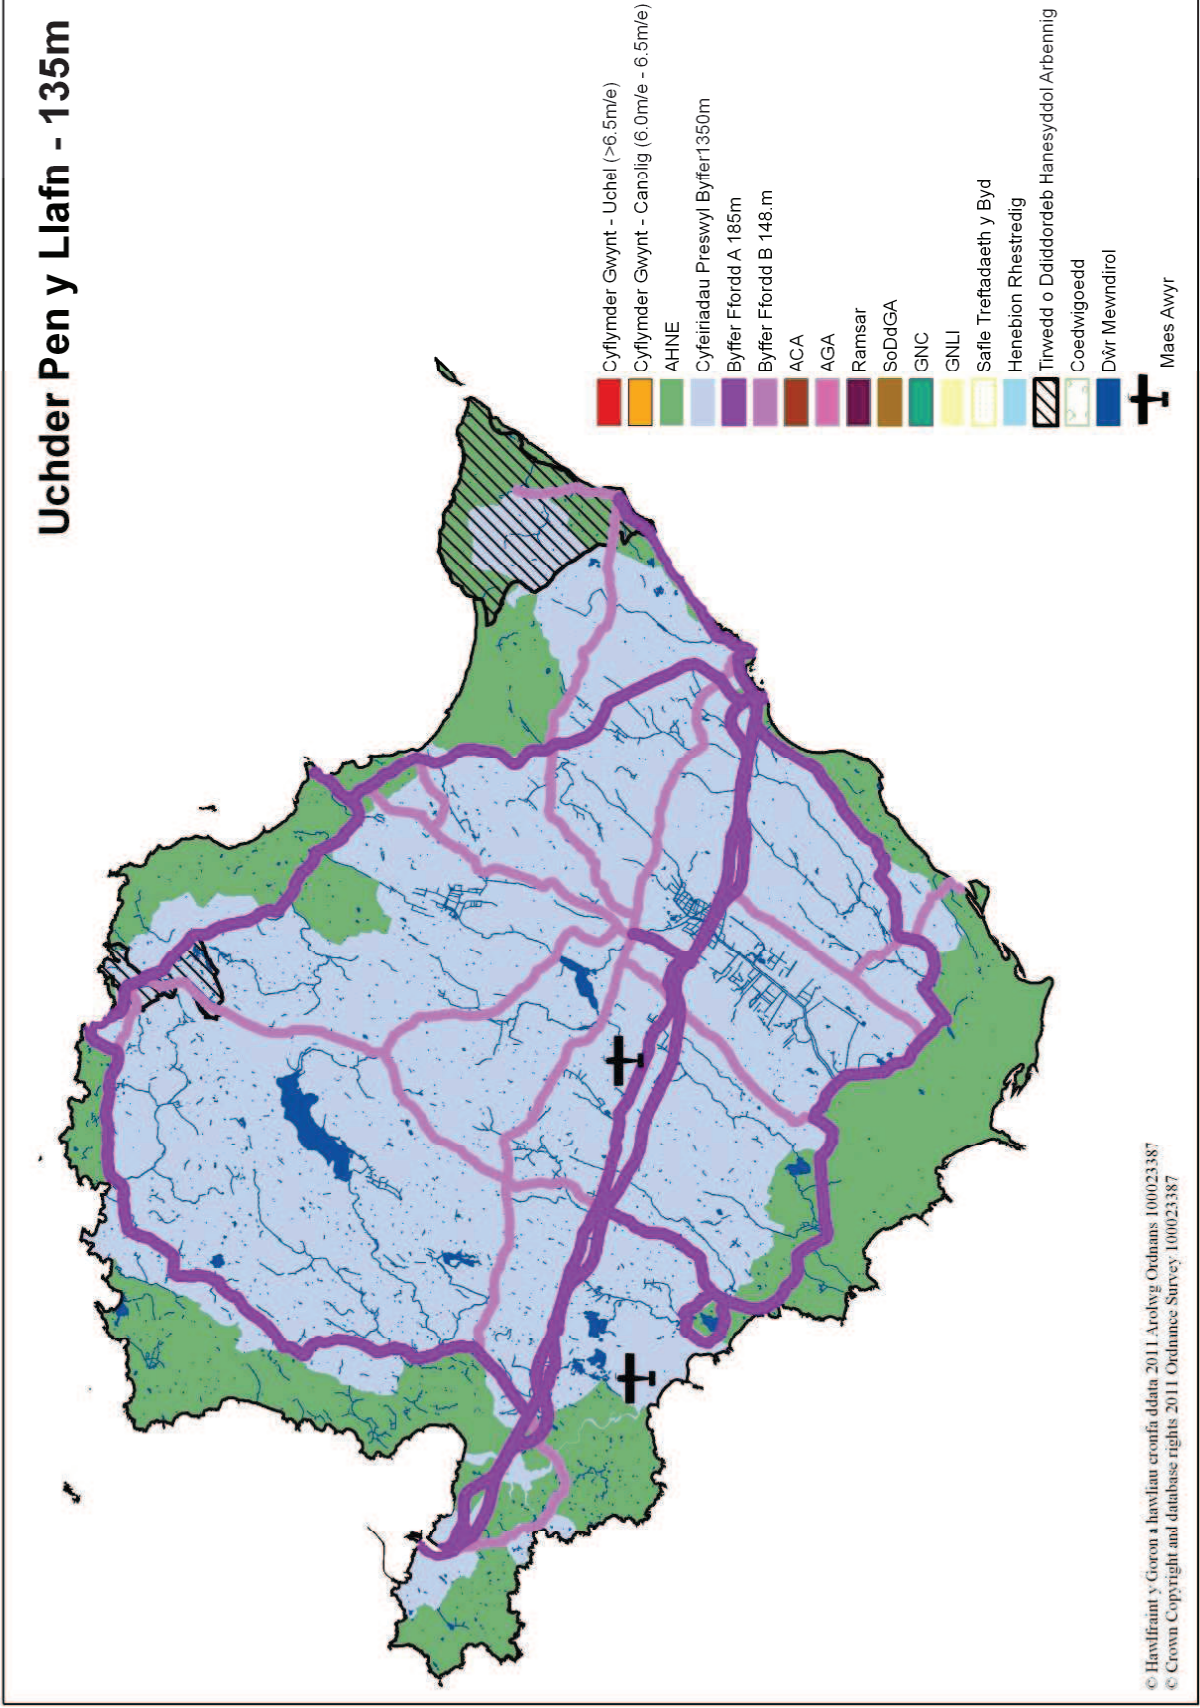 Uchder Pen y Llafn - 135m
Cyflymder Gwynt - Uchel (>6.5m/e)
Cyflymder Gwynt - Canolig (6.0m/e - 6.5m/e)
AHNE
Cyfeiriadau Preswyl Byffer1350m
Byffer Ffordd A 185m
Byffer Ffordd B 148.m
ACA
AGA
Ramsar
SoDdGA
GNC
GNLl
Safle Treftadaeth y Byd
Henebion Rhestredig
Tirwedd o Ddiddordeb Hanesyddol Arbennig
Coedwigoedd
Dŵr Mewndirol
Maes Awyr
© Hawlfraint y Goron a hawliau cronfa ddata 2011 Arolwg Ordnans 100023387
© Crown Copyright and database rights 2011 Ordnance Survey 100023387